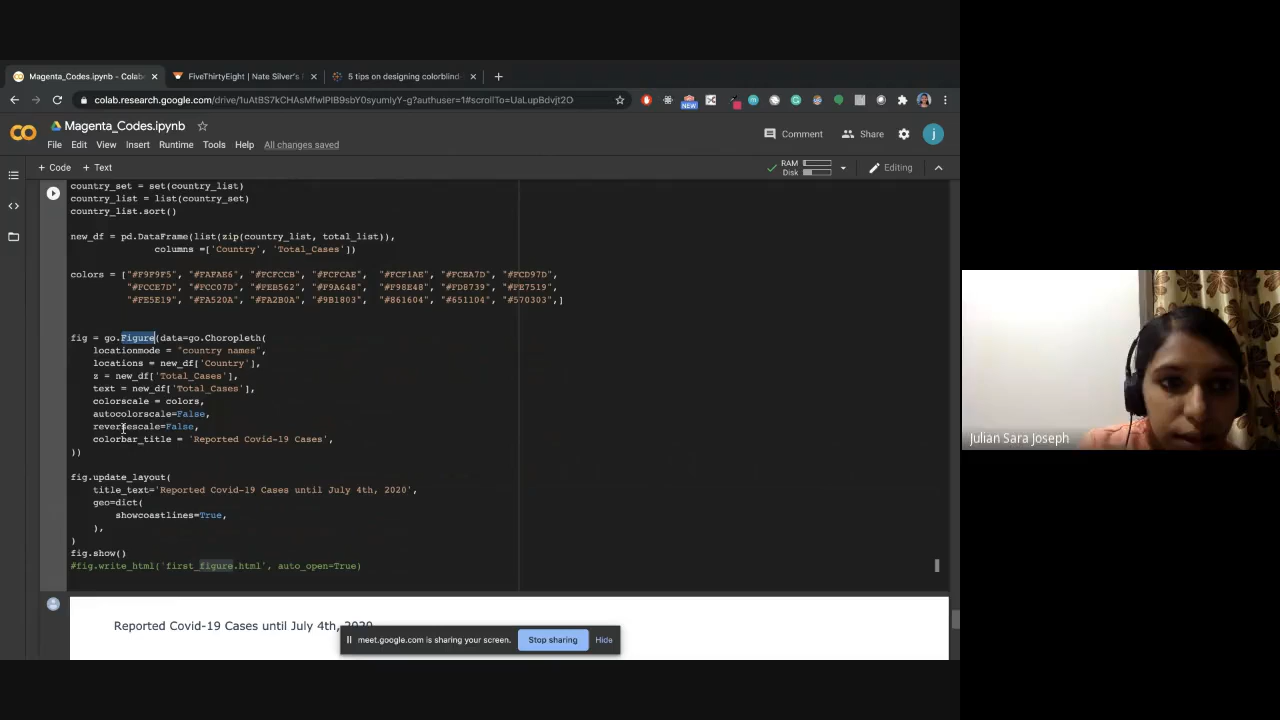 Magenta_Codes.ipynb - Colab
FiveThirtyEight | Nate Silver's
5 tips on designing colorblind-
colab.research.google.com/drive/1uAtBS7kCHAsMfwIPIB9sbY0syumIyY-g?authuser=1#scrollTo=UaLupBdvjt2O
NEW
Magenta_Codes.ipynb
Comment
Share
j
File Edit View Insert Runtime Tools Help All changes saved
+ Code + Text
RAM
Disk
Editing
country_set = set(country_list)
country_list = list(country_set)
country_list.sort()
new_df = pd.DataFrame(list(zip(country_list, total_list)),
columns =['Country', 'Total_Cases'])
colors = ["#F9F9F5", "#FAFAE6", "#FCFCCB", "#FCFCAE", "#FCF1AE", "#FCEA7D", "#FCD97D",
"#FCCE7D", "#FCC07D", "#FEB562", "#F9A648", "#F98E48", "#FD8739", "#FE7519",
"#FE5E19", "#FA520A", "#FA2B0A", "#9B1803", "#861604", "#651104", "#570303",]
fig = go.Figure(data=go.Choropleth(
locationmode = "country names",
locations = new_df['Country'],
z = new_df['Total_Cases'],
text = new_df['Total_Cases'],
colorscale = colors,
autocolorscale=False,
reversescale=False,
colorbar_title = 'Reported Covid-19 Cases',
))
fig.update_layout(
title_text='Reported Covid-19 Cases until July 4th, 2020',
geo=dict(
showcoastlines=True,
),
)
fig.show()
#fig.write_html('first_figure.html', auto_open=True)
Reported Covid-19 Cases until July 4th, 2020
meet.google.com is sharing your screen.
Stop sharing
Hide
Julian Sara Joseph